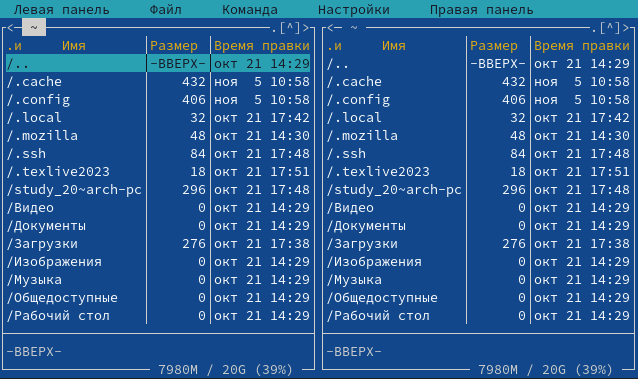 Левая панель Файл Команда Настройки Правая панель
<─ ~ ─.[^]> <─ ~ ─.[^]>
.и Имя Размер Время правки .и Имя Размер Время правки
/.. -ВВЕРХ- окт 21 14:29 /.. -ВВЕРХ- окт 21 14:29
/.cache 432 ноя 5 10:58 /.cache 432 ноя 5 10:58
/.config 406 ноя 5 10:58 /.config 406 ноя 5 10:58
/.local 32 окт 21 17:42 /.local 32 окт 21 17:42
/.mozilla 48 окт 21 14:30 /.mozilla 48 окт 21 14:30
/.ssh 84 окт 21 17:48 /.ssh 84 окт 21 17:48
/.texlive2023 18 окт 21 17:51 /.texlive2023 18 окт 21 17:51
/study_20~arch-pc 296 окт 21 17:48 /study_20~arch-pc 296 окт 21 17:48
/Видео 0 окт 21 14:29 /Видео 0 окт 21 14:29
/Документы 0 окт 21 14:29 /Документы 0 окт 21 14:29
/Загрузки 276 окт 21 17:38 /Загрузки 276 окт 21 17:38
/Изображения 0 окт 21 14:29 /Изображения 0 окт 21 14:29
/Музыка 0 окт 21 14:29 /Музыка 0 окт 21 14:29
/Общедоступные 0 окт 21 14:29 /Общедоступные 0 окт 21 14:29
/Рабочий стол 0 окт 21 14:29 /Рабочий стол 0 окт 21 14:29
-ВВЕРХ- -ВВЕРХ-
7980M / 20G (39%) 7980M / 20G (39%)